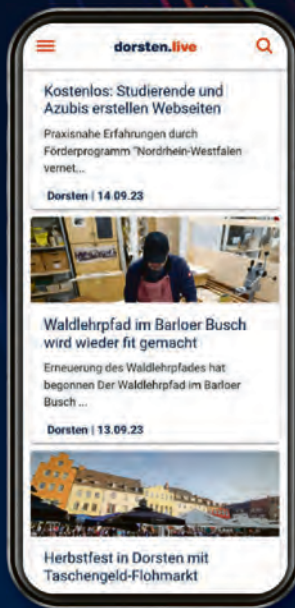 dorsten.live
Kostenlos: Studierende und
Azubis erstellen Webseiten
Praxisnahe Erfahrungen durch
Förderprogramm "Nordrhein-Westfalen
vernet...
Dorsten | 14.09.23
Waldlehrpfad im Barloer Busch
wird wieder fit gemacht
Erneuerung des Waldlehrpfades hat
begonnen Der Waldlehrpfad im Barloer
Busch ...
Dorsten | 13.09.23
Herbstfest in Dorsten mit
Taschengeld-Flohmarkt